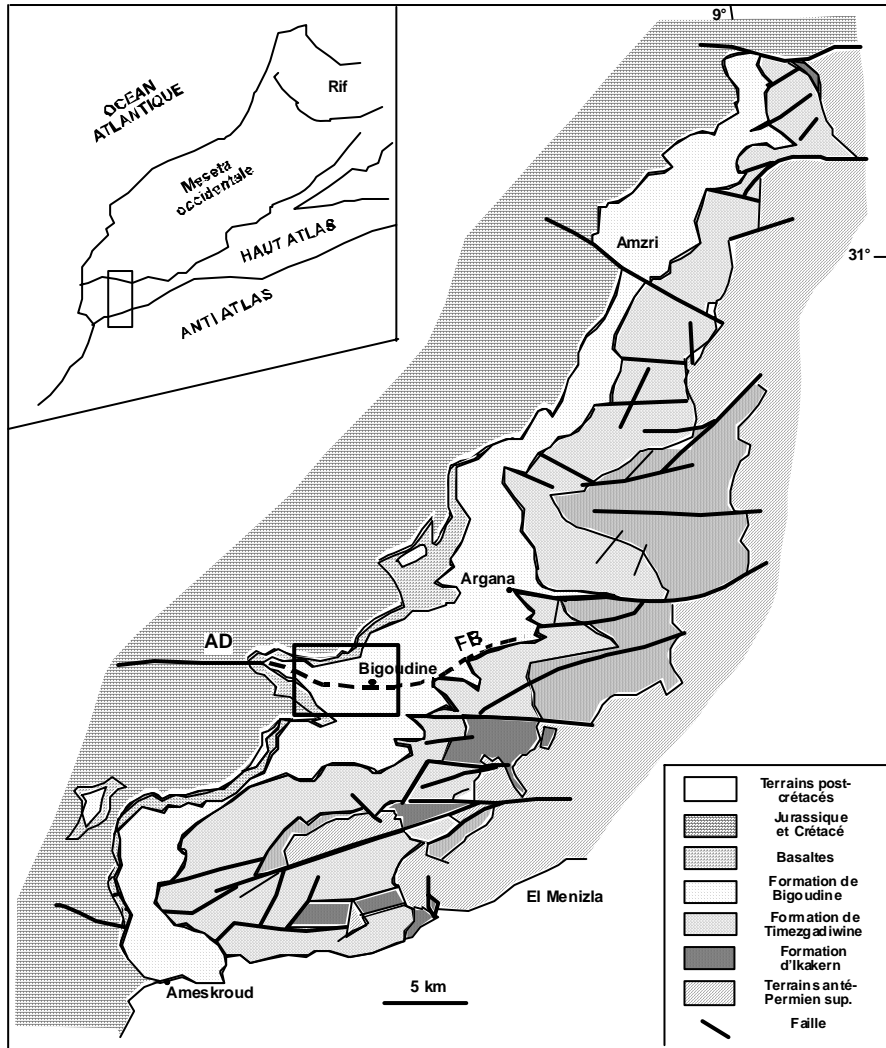 9°
Rif
OCEAN
ATLANTIQUE
Meseta
occidentale
HAUT ATLAS
ANTI ATLAS
Amzri
31°
Argana
AD
FB
Bigoudine
El Menizla
Ameskroud
5 km
Terrains post-
crétacés
Jurassique
et Crétacé
Basaltes
Formation de
Bigoudine
Formation de
Timezgadiwine
Formation
d'Ikakern
Terrains anté-
Permien sup.
Faille